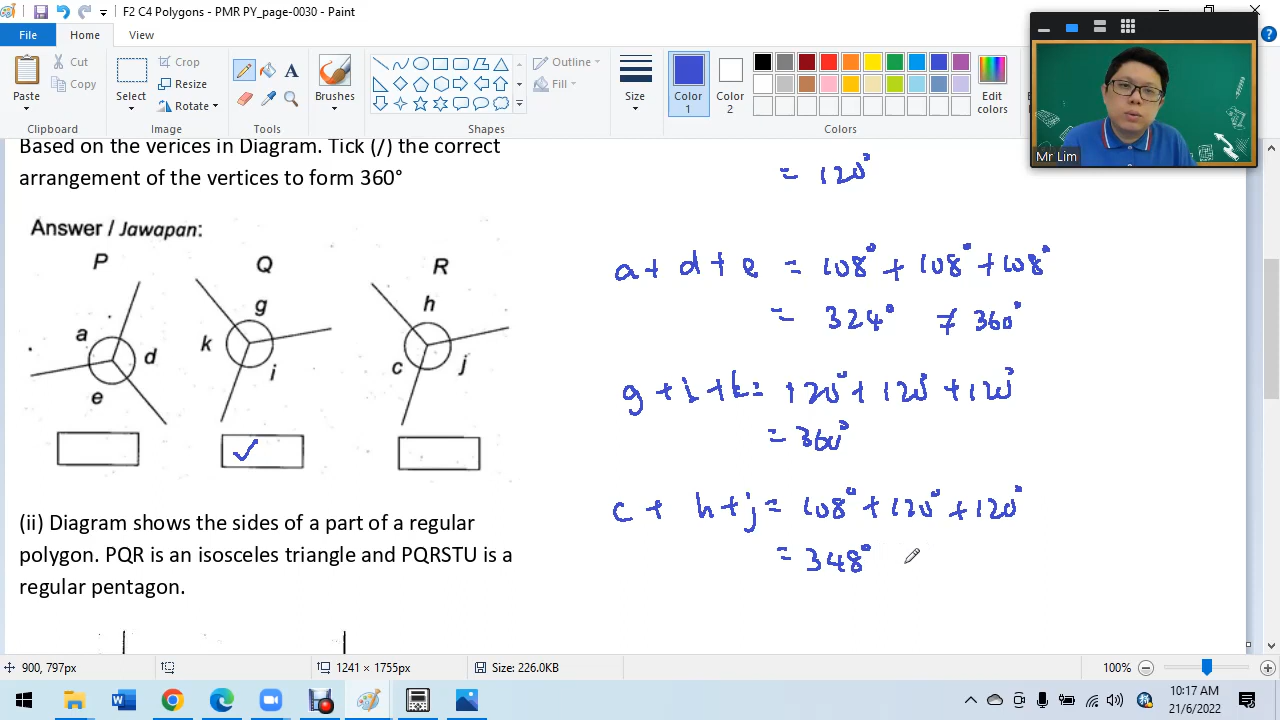 F2 C4 Polygons - PMR PY_page-0030 - Paint
File Home View
Paste Cut Copy Clipboard
Select Crop Resize Rotate Image
Tools
Brushes
Outline Fill Shapes
Size
Color 1 Color 2 Edit colors Colors
Mr Lim
Based on the verices in Diagram. Tick (/) the correct
arrangement of the vertices to form 360°
Answer / Jawapan:
P Q R
a d e
g k i
h c j
✓
(ii) Diagram shows the sides of a part of a regular
polygon. PQR is an isosceles triangle and PQRSTU is a
regular pentagon.
= 120°
a + d + e = 108° + 108° + 108°
= 324° ≠ 360°
g + i + k = 120° + 120° + 120°
= 360°
c + h + j = 108° + 120° + 120°
= 348°
900, 797px 1241 × 1755px Size: 226.0KB 100%
10:17 AM
21/6/2022